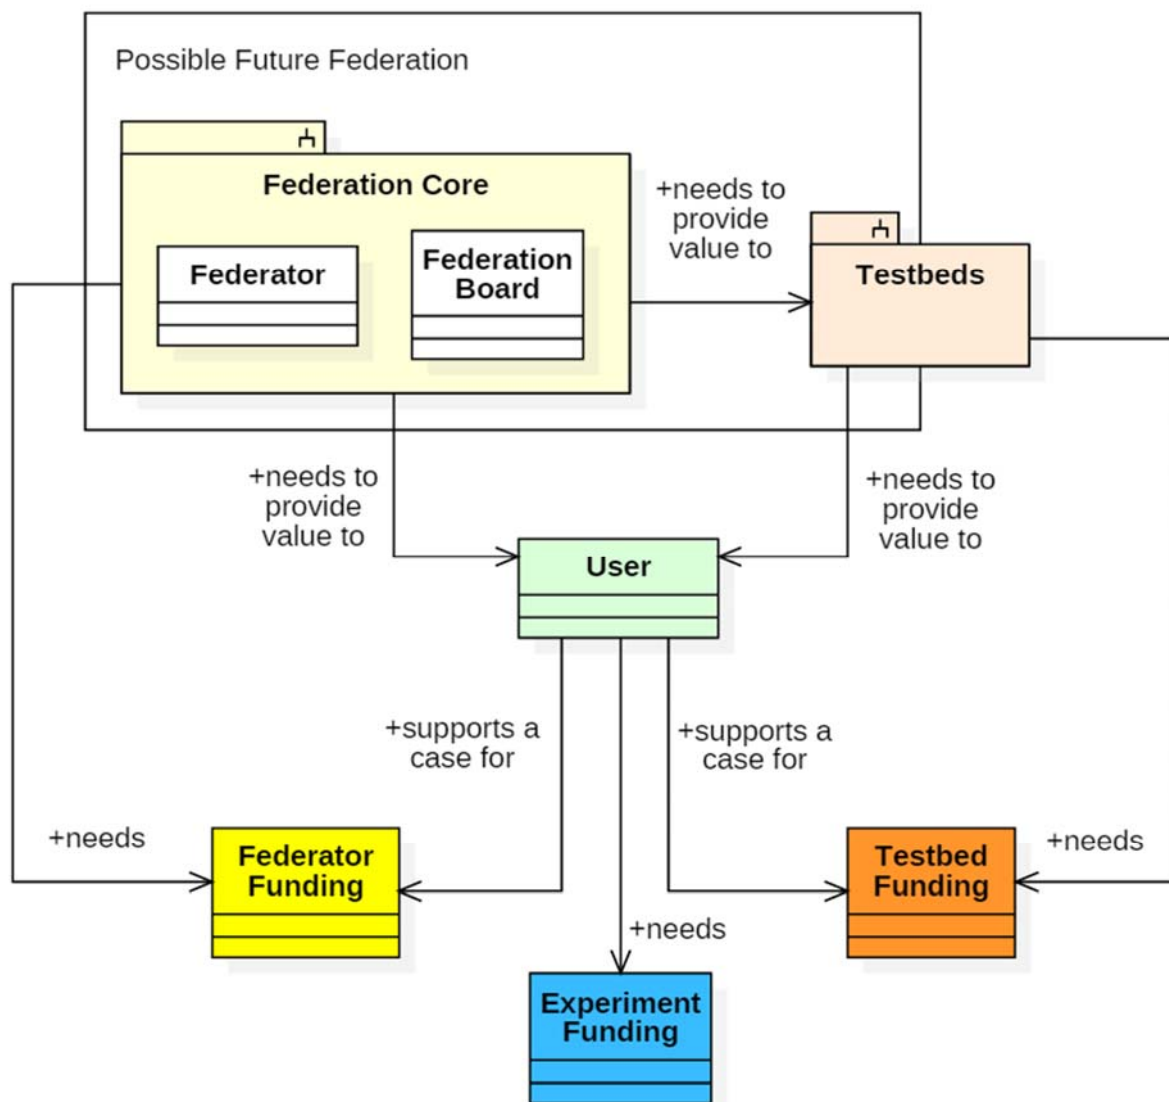 Possible Future Federation
Federation Core
+needs to
provide
value to
Federator
Federation
Board
Testbeds
+needs to
provide
value to
+needs to
provide
value to
User
+supports a
case for
+supports a
case for
+needs
Federator
Funding
Testbed
Funding
+needs
+needs
Experiment
Funding